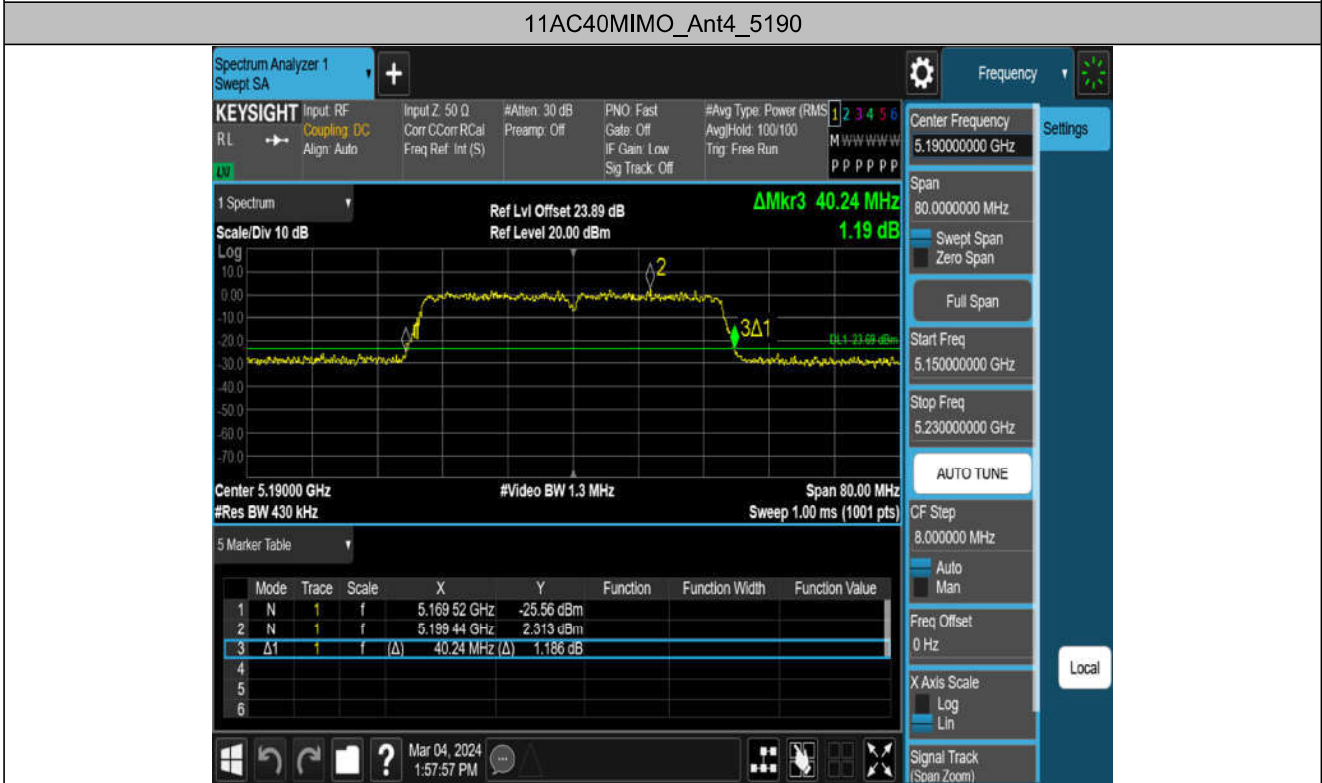 11AC40MIMO_Ant4_5190
Spectrum Analyzer 1
Swept SA
+
Frequency
KEYSIGHT
RL
LXI
Input: RF
Coupling: DC
Align: Auto
Input Z: 50 Ω
Corr CCorr RCal
Freq Ref: Int (S)
#Atten: 30 dB
Preamp: Off
PNO: Fast
Gate: Off
IF Gain: Low
Sig Track: Off
#Avg Type: Power (RMS
Avg|Hold: 100/100
Trig: Free Run
1 2 3 4 5 6
M W W W W W
P P P P P P
1 Spectrum
Scale/Div 10 dB
Ref Lvl Offset 23.89 dB
Ref Level 20.00 dBm
ΔMkr3 40.24 MHz
1.19 dB
Log
10.0
0.00
-10.0
-20.0
-30.0
-40.0
-50.0
-60.0
-70.0
2
3Δ1
DL1 -23.69 dBm
Center 5.19000 GHz
#Res BW 430 kHz
#Video BW 1.3 MHz
Span 80.00 MHz
Sweep 1.00 ms (1001 pts)
5 Marker Table
Mode Trace Scale X Y Function Function Width Function Value
1 N 1 f 5.169 52 GHz -25.56 dBm
2 N 1 f 5.199 44 GHz 2.313 dBm
3 Δ1 1 f (Δ) 40.24 MHz (Δ) 1.186 dB
4
5
6
Mar 04, 2024
1:57:57 PM
Center Frequency
5.190000000 GHz
Settings
Span
80.0000000 MHz
Swept Span
Zero Span
Full Span
Start Freq
5.150000000 GHz
Stop Freq
5.230000000 GHz
AUTO TUNE
CF Step
8.000000 MHz
Auto
Man
Freq Offset
0 Hz
X Axis Scale
Log
Lin
Local
Signal Track
(Span Zoom)